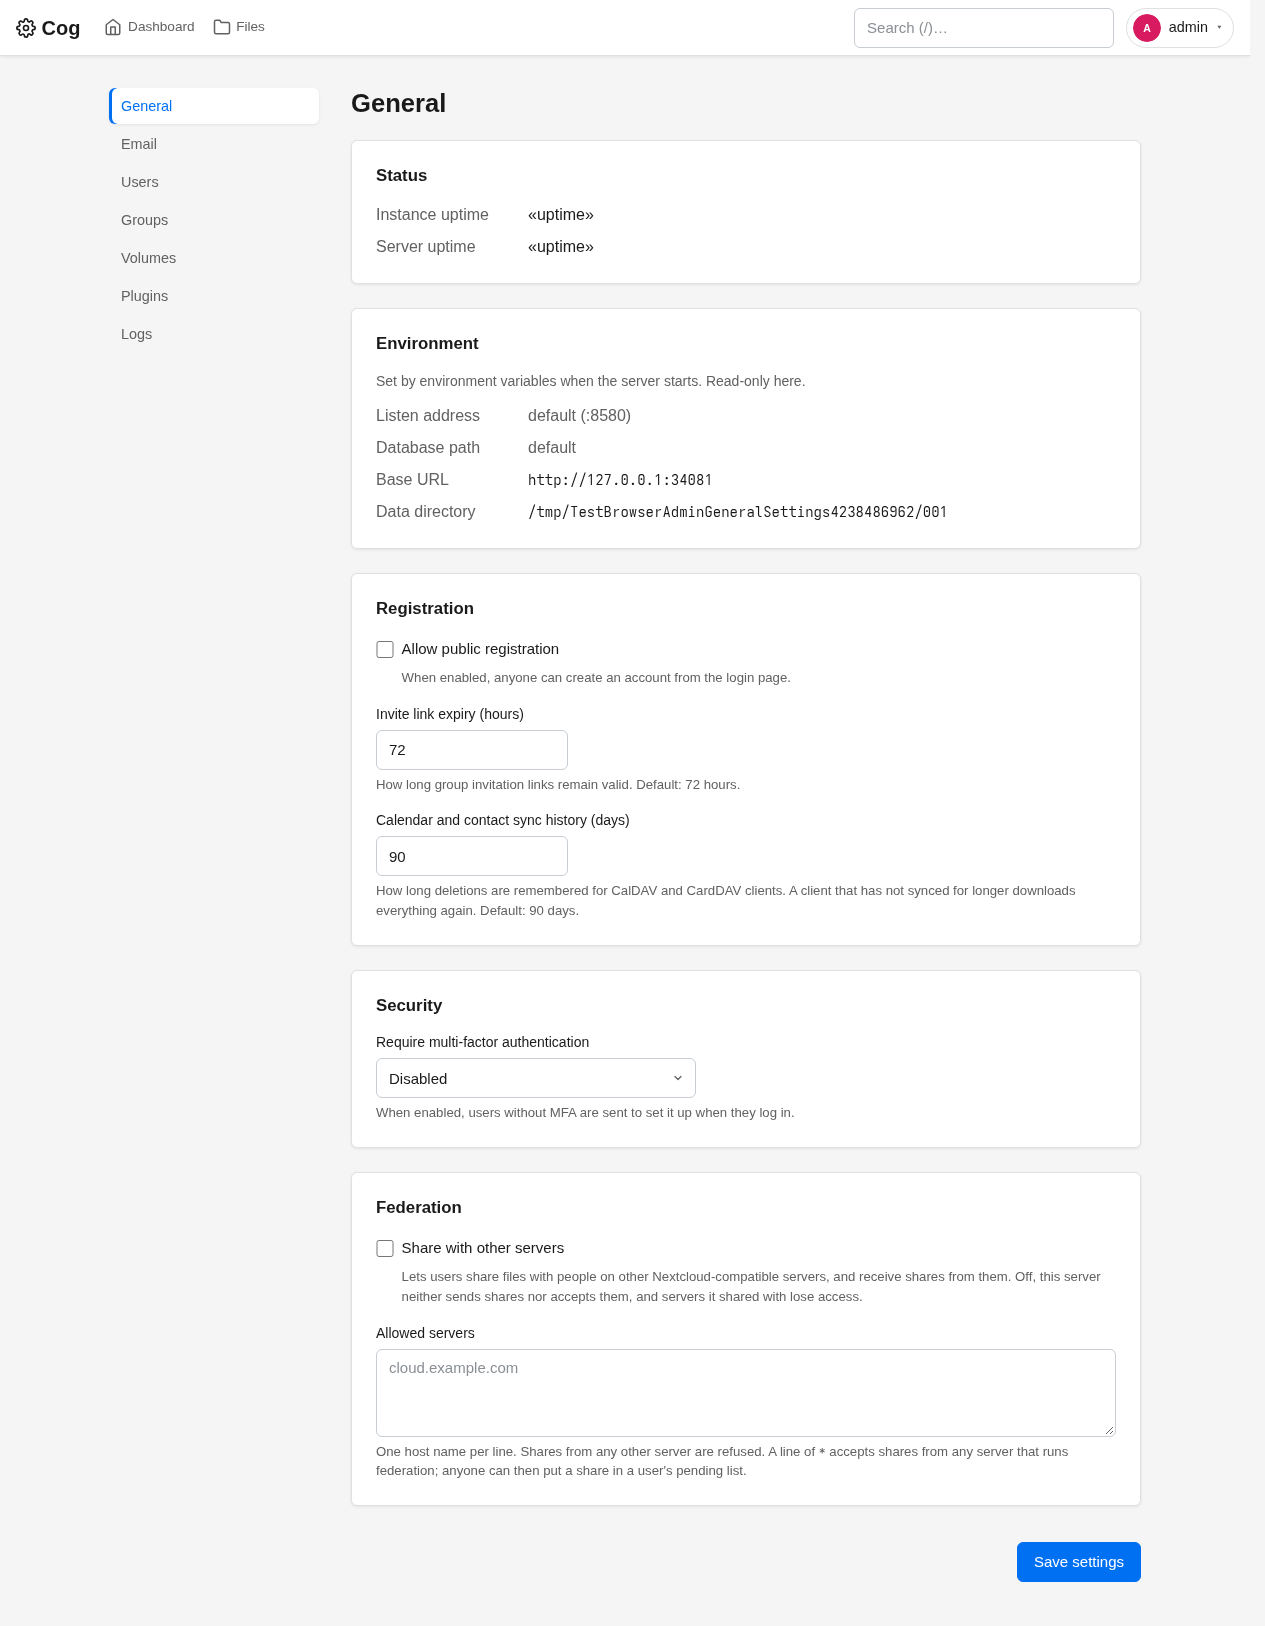 Cog
Dashboard
Files
Search (/)…
A
admin
General
Email
Users
Groups
Volumes
Plugins
Logs
General
Status
Instance uptime «uptime»
Server uptime «uptime»
Environment
Set by environment variables when the server starts. Read-only here.
Listen address default (:8580)
Database path default
Base URL http://127.0.0.1:34081
Data directory /tmp/TestBrowserAdminGeneralSettings4238486962/001
Registration
Allow public registration
When enabled, anyone can create an account from the login page.
Invite link expiry (hours)
72
How long group invitation links remain valid. Default: 72 hours.
Calendar and contact sync history (days)
90
How long deletions are remembered for CalDAV and CardDAV clients. A client that has not synced for longer downloads
everything again. Default: 90 days.
Security
Require multi-factor authentication
Disabled
When enabled, users without MFA are sent to set it up when they log in.
Federation
Share with other servers
Lets users share files with people on other Nextcloud-compatible servers, and receive shares from them. Off, this server
neither sends shares nor accepts them, and servers it shared with lose access.
Allowed servers
cloud.example.com
One host name per line. Shares from any other server are refused. A line of * accepts shares from any server that runs
federation; anyone can then put a share in a user's pending list.
Save settings